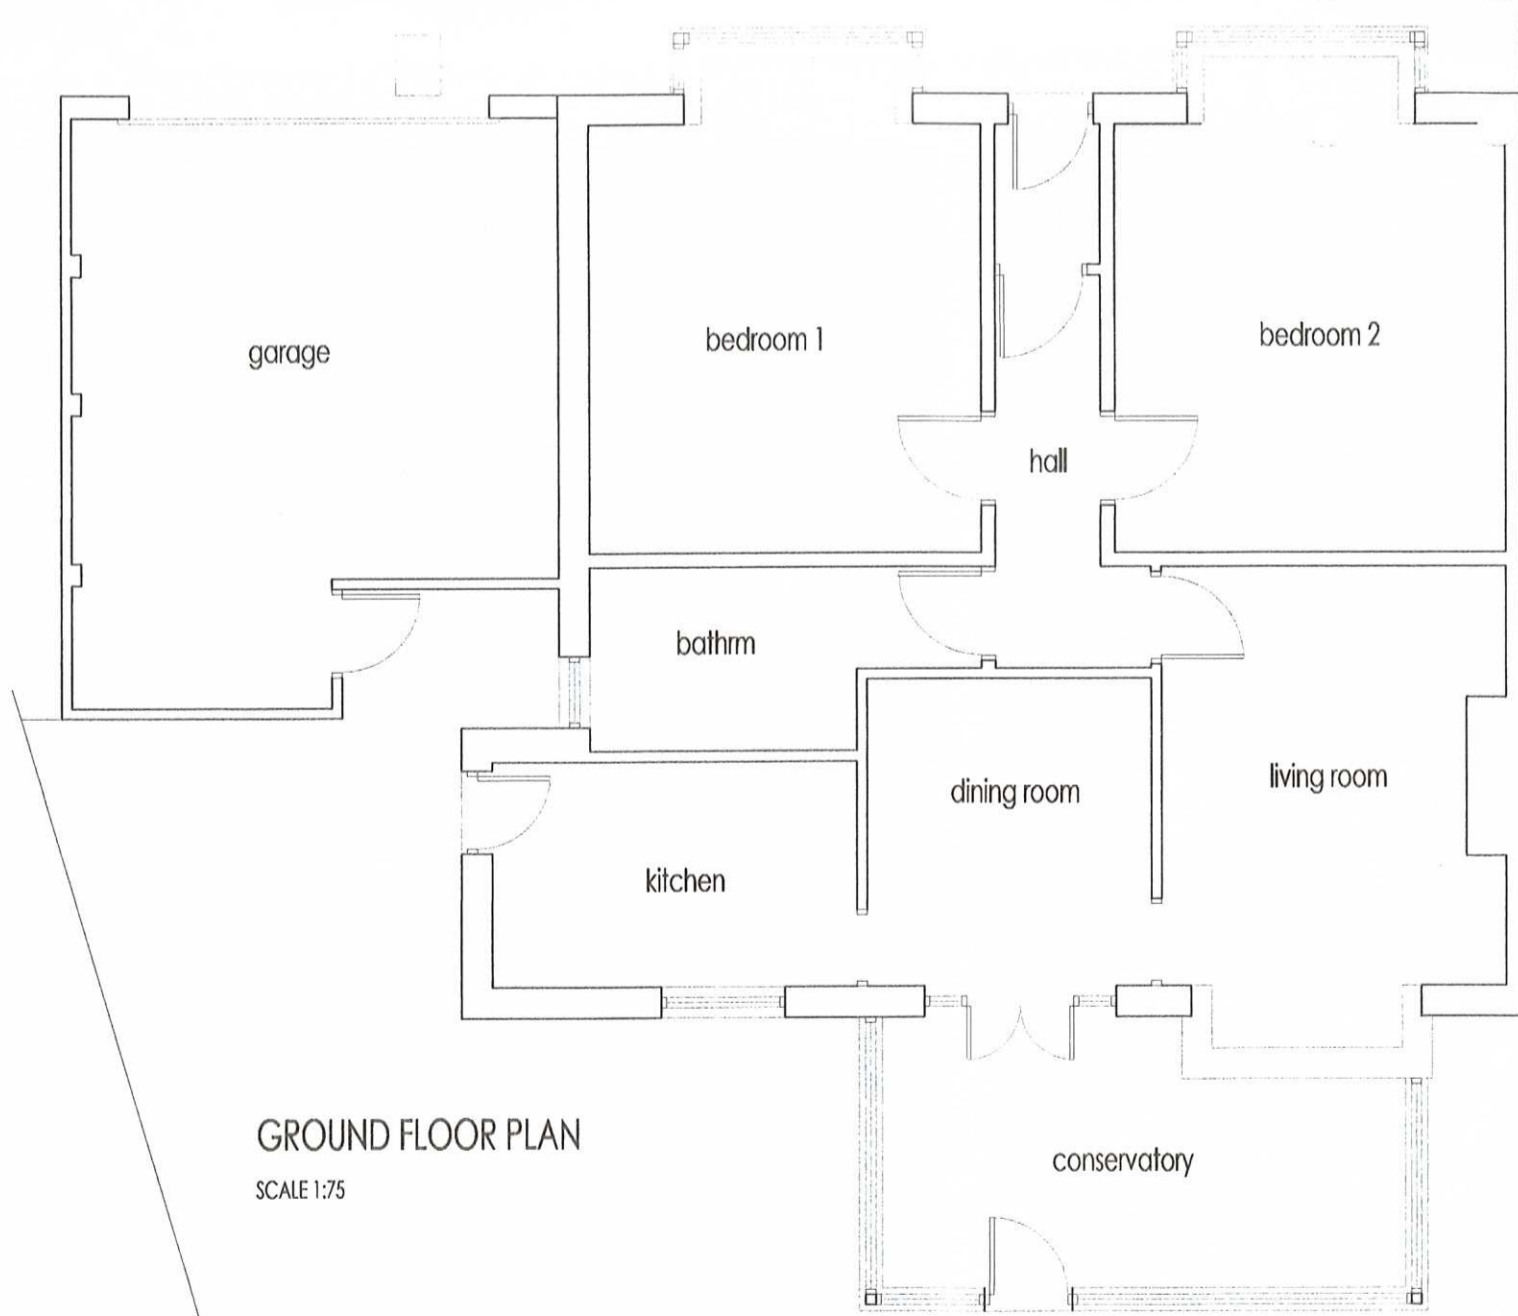 garage
bedroom 1
bedroom 2
hall
bathrm
dining room
living room
kitchen
GROUND FLOOR PLAN
SCALE 1:75
conservatory